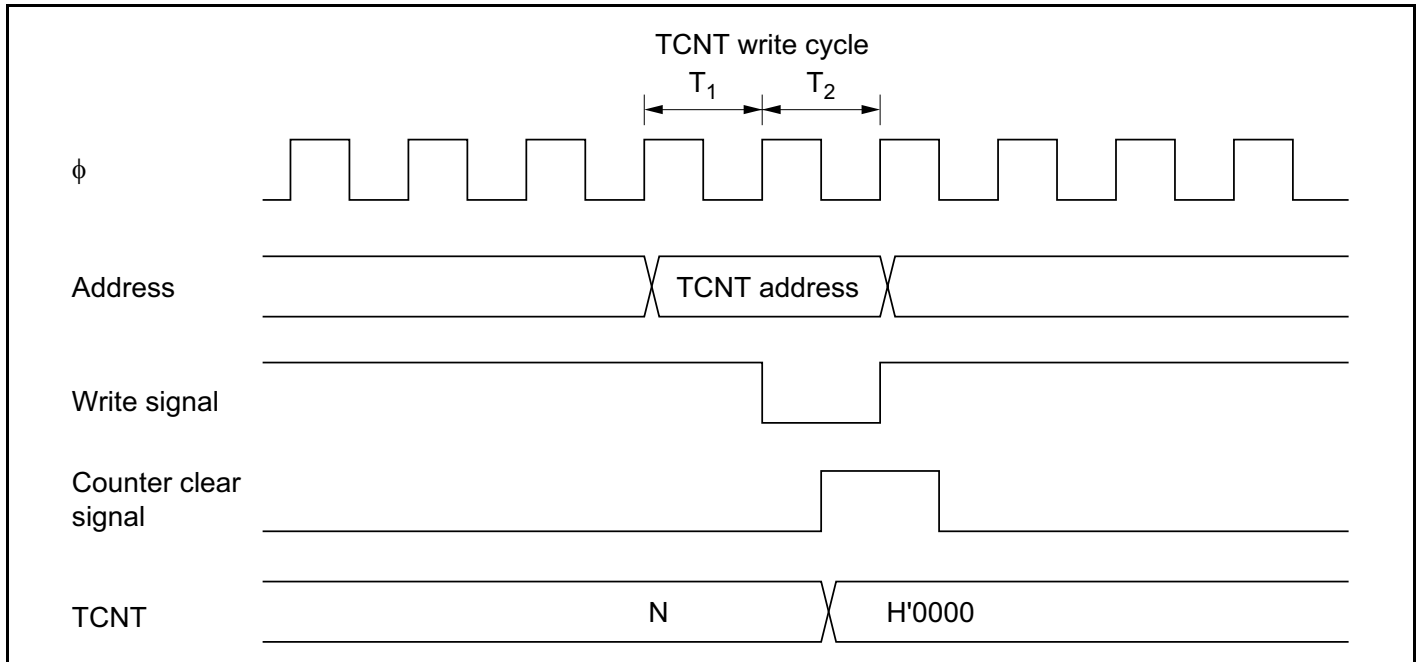 TCNT write cycle
T₁ T₂
ϕ
Address
TCNT address
Write signal
Counter clear
signal
TCNT
N
H'0000